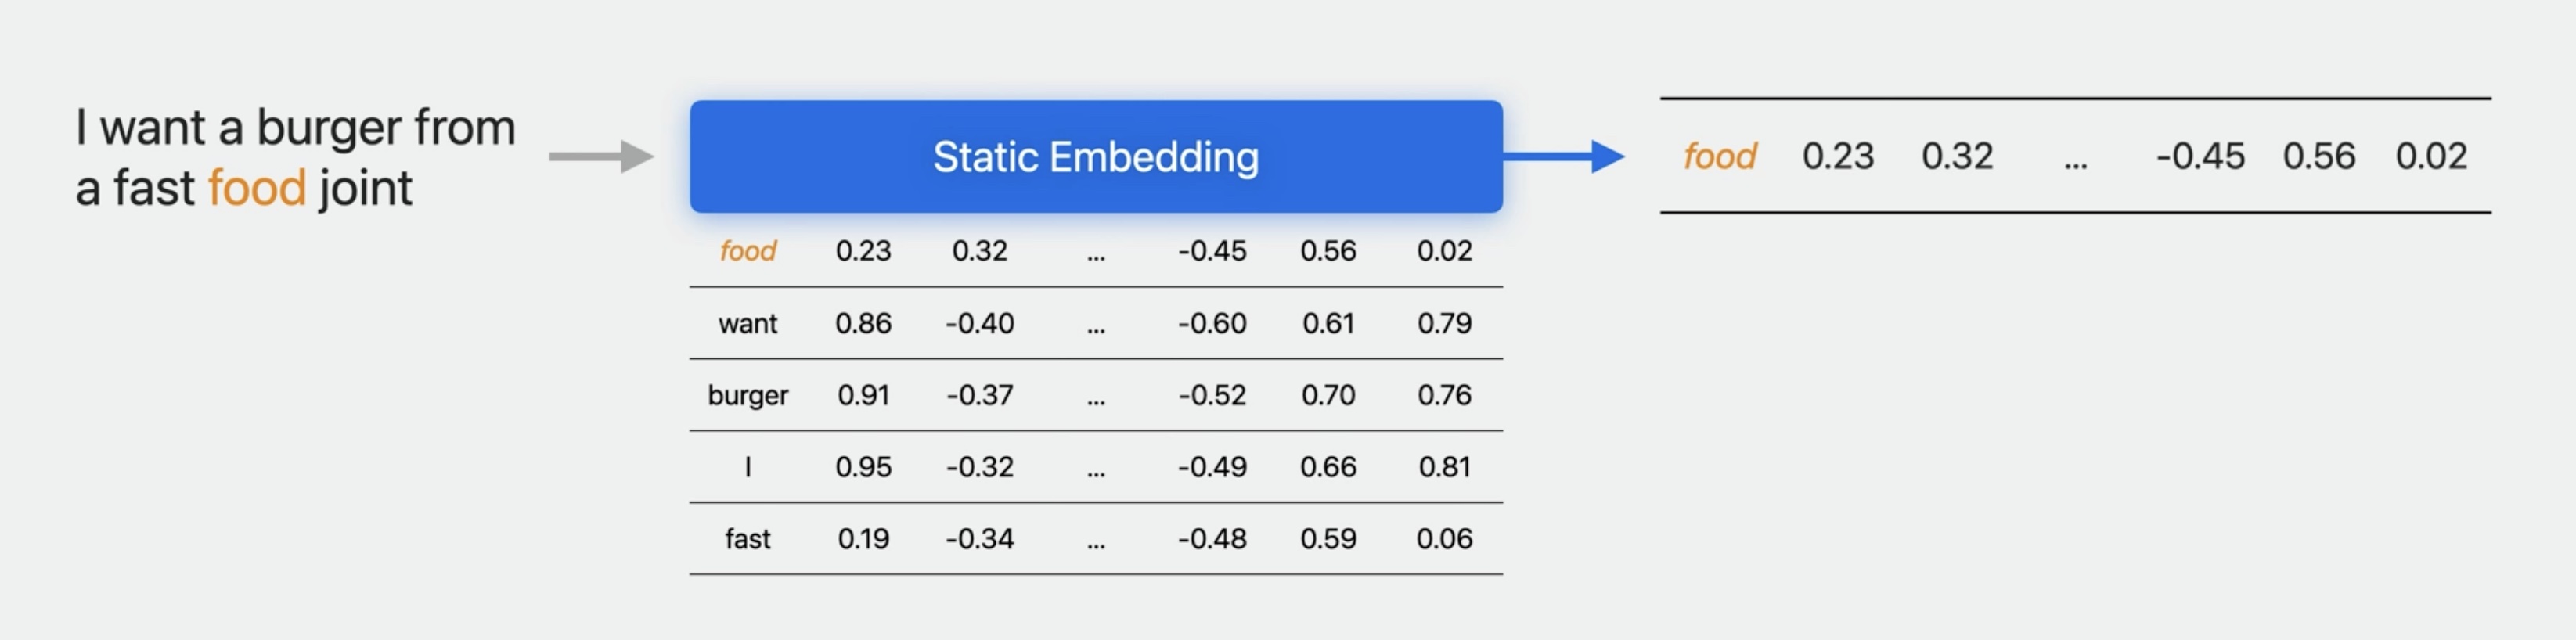 I want a burger from
a fast food joint
Static Embedding
food 0.23 0.32 ... -0.45 0.56 0.02
want 0.86 -0.40 ... -0.60 0.61 0.79
burger 0.91 -0.37 ... -0.52 0.70 0.76
I 0.95 -0.32 ... -0.49 0.66 0.81
fast 0.19 -0.34 ... -0.48 0.59 0.06
food 0.23 0.32 ... -0.45 0.56 0.02